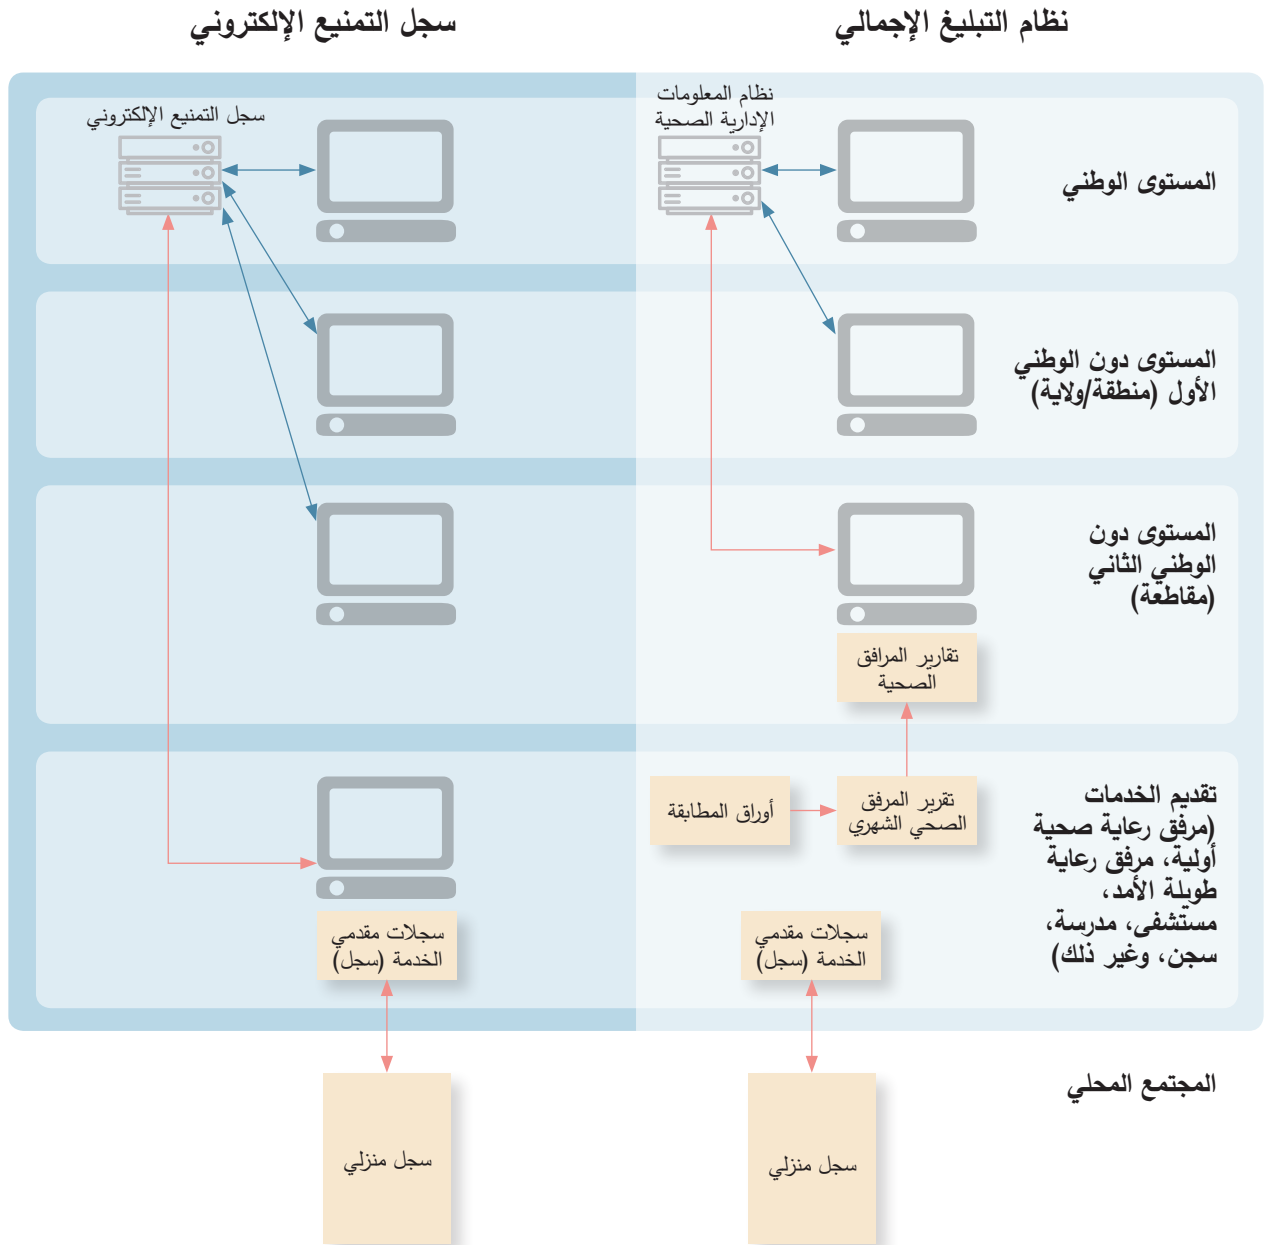 نظام التبليغ الإجمالي
سجل التمنيع الإلكتروني
نظام المعلومات
الإدارية الصحية
سجل التمنيع الإلكتروني
المستوى الوطني
المستوى دون الوطني
الأول (منطقة/ولاية)
المستوى دون
الوطني الثاني
(مقاطعة)
تقارير المرافق
الصحية
تقديم الخدمات
(مرفق رعاية صحية
أولية، مرفق رعاية
طويلة الأمد،
مستشفى، مدرسة،
سجن، وغير ذلك)
تقرير المرفق
الصحي الشهري
أوراق المطابقة
سجلات مقدمي
الخدمة (سجل)
سجلات مقدمي
الخدمة (سجل)
المجتمع المحلي
سجل منزلي
سجل منزلي